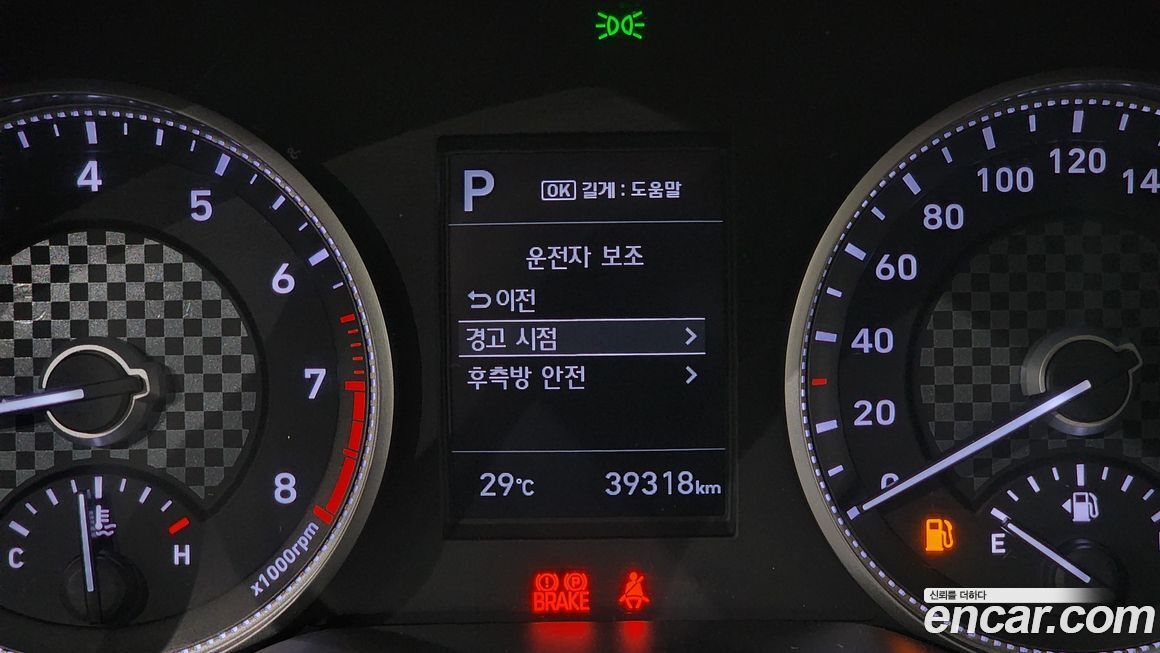 P
OK 길게 : 도움말
운전자 보조
이전
경고 시점
후측방 안전
29℃
39318km
4
5
6
7
8
x1000rpm
C
H
0
20
40
60
80
100
120
E
BRAKE
신뢰를 더하다
encar.com